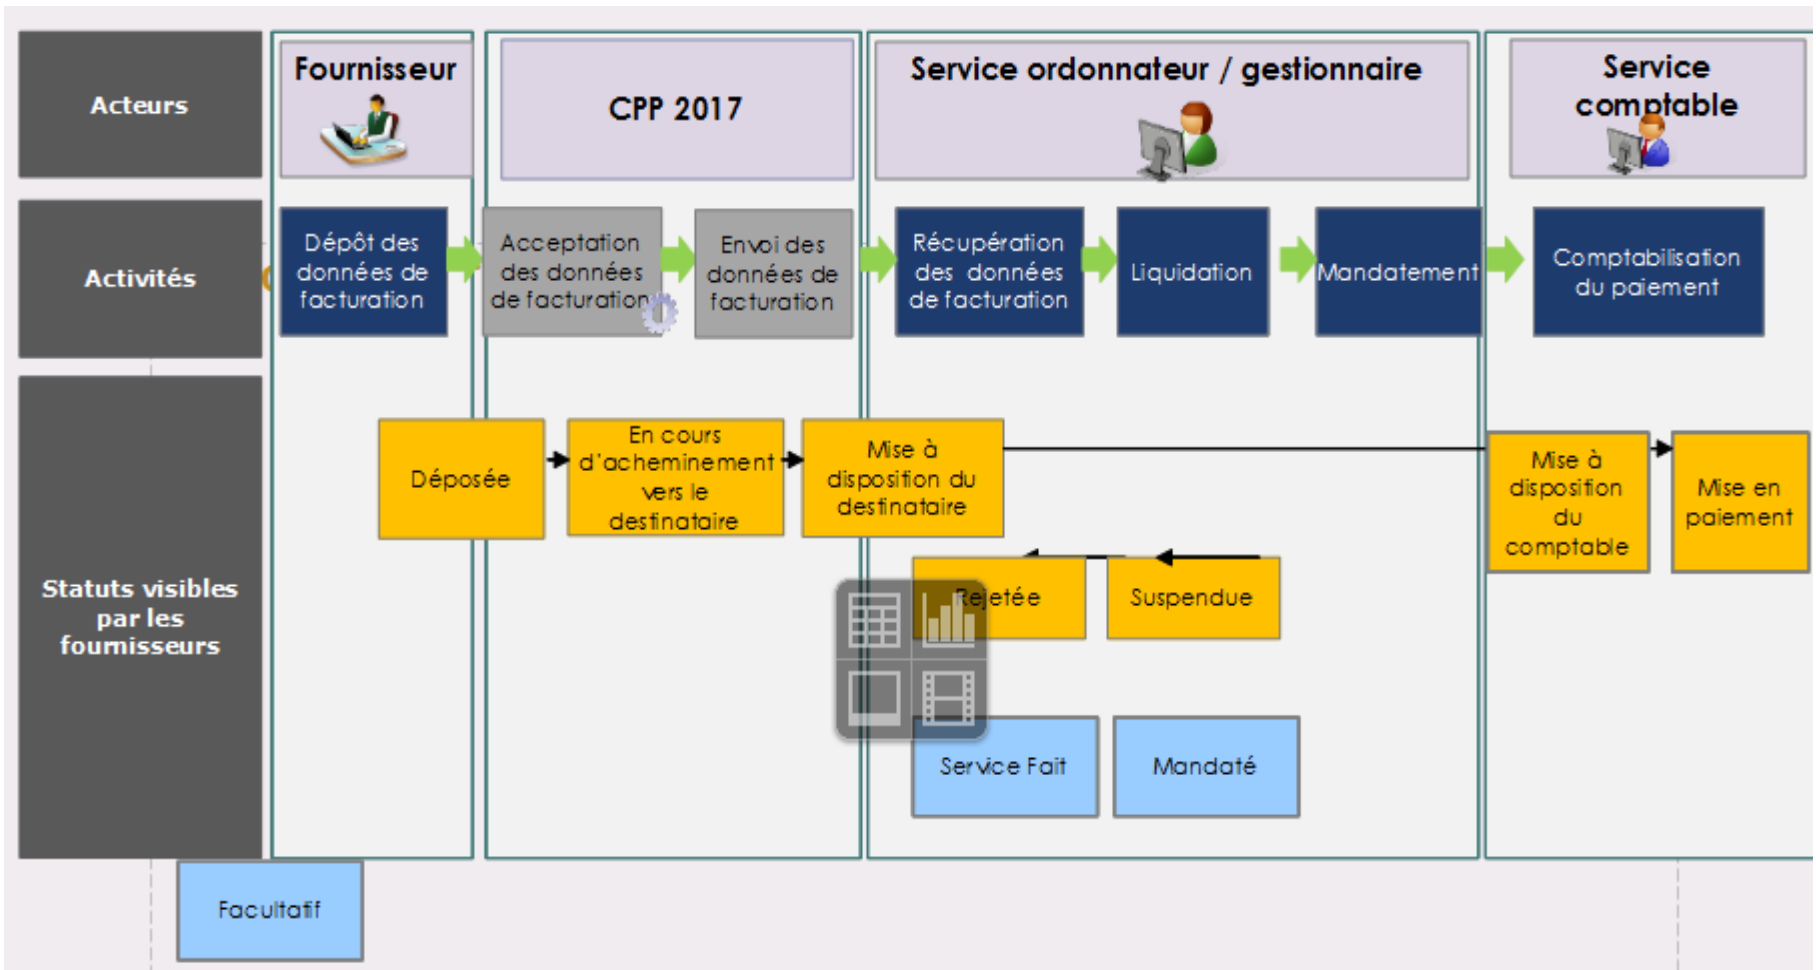 Acteurs
Fournisseur
CPP 2017
Service ordonnateur / gestionnaire
Service
comptable
Activités
Dépôt des
données de
facturation
Acceptation
des données
de facturation
Envoi des
données de
facturation
Récupération
des données
de facturation
Liquidation
Mandatement
Comptabilisation
du paiement
Statuts visibles
par les
fournisseurs
Déposée
En cours
d'acheminement
vers le
destinataire
Mise à
disposition du
destinataire
Mise à
disposition
du
comptable
Mise en
paiement
Rejetée
Suspendue
Service Fait
Mandaté
Facultatif